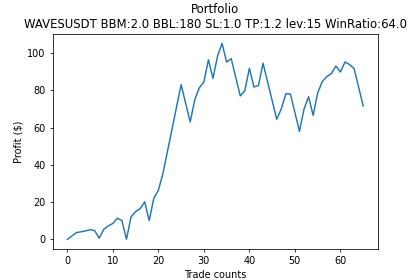 Portfolio
WAVESUSDT BBM:2.0 BBL:180 SL:1.0 TP:1.2 lev:15 WinRatio:64.0
100
80
60
40
20
0
Profit ($)
0 10 20 30 40 50 60
Trade counts